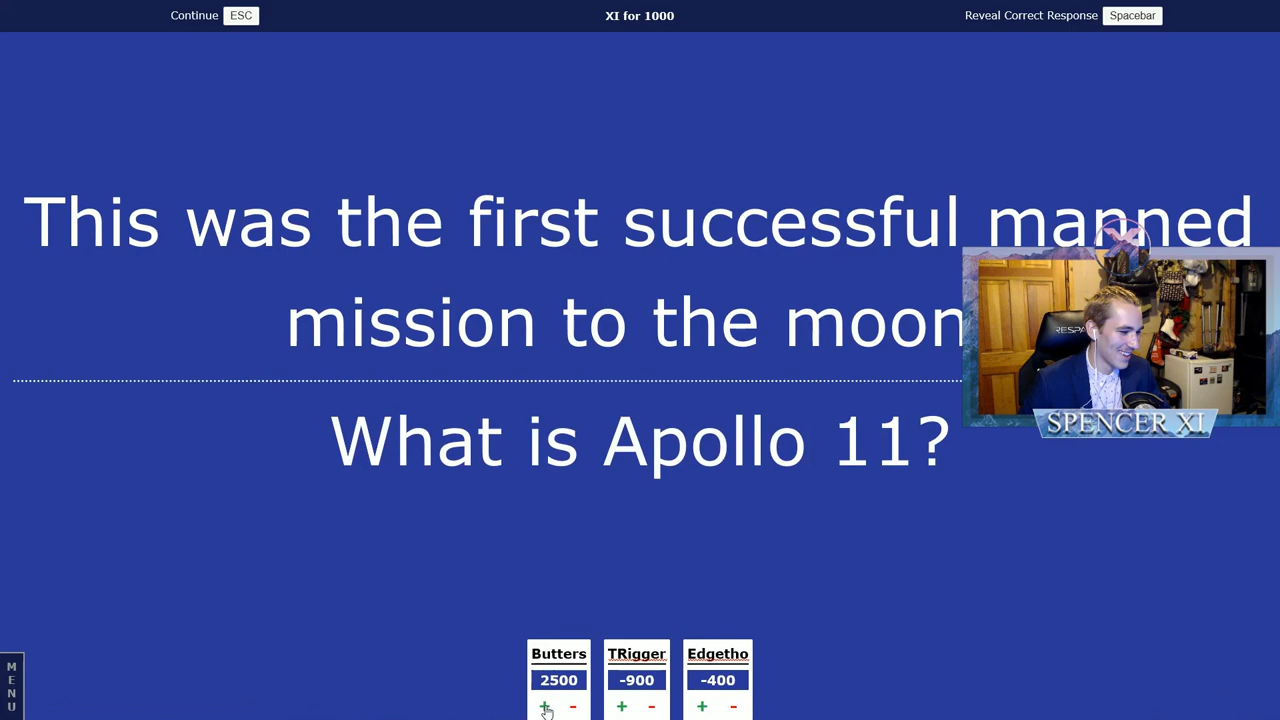 Continue ESC
XI for 1000
Reveal Correct Response Spacebar
This was the first successful manned
mission to the moon
What is Apollo 11?
SPENCER XI
MENU
Butters TRigger Edgetho
2500 -900 -400
+ - + - + -